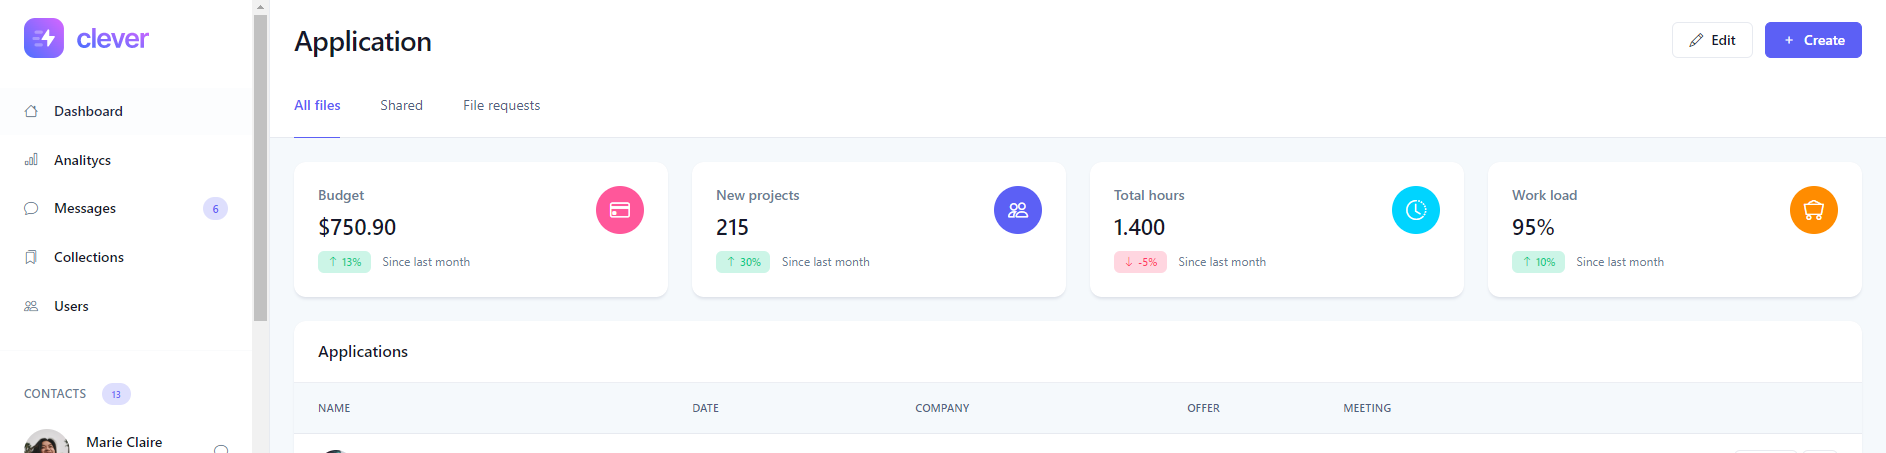 clever
Dashboard
Analitycs
Messages 6
Collections
Users
CONTACTS 13
Marie Claire
Application
Edit
+ Create
All files Shared File requests
Budget
$750.90
↑ 13% Since last month
New projects
215
↑ 30% Since last month
Total hours
1.400
↓ -5% Since last month
Work load
95%
↑ 10% Since last month
Applications
NAME DATE COMPANY OFFER MEETING